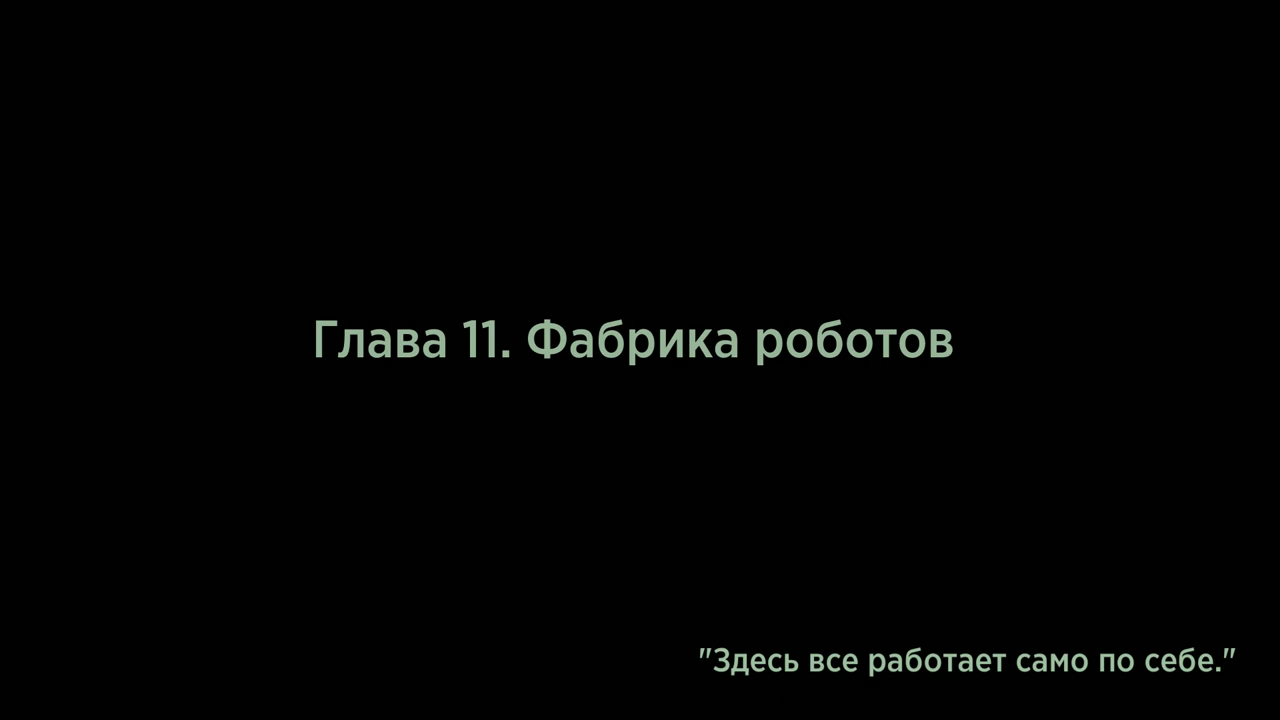 Глава 11. Фабрика роботов
"Здесь все работает само по себе."